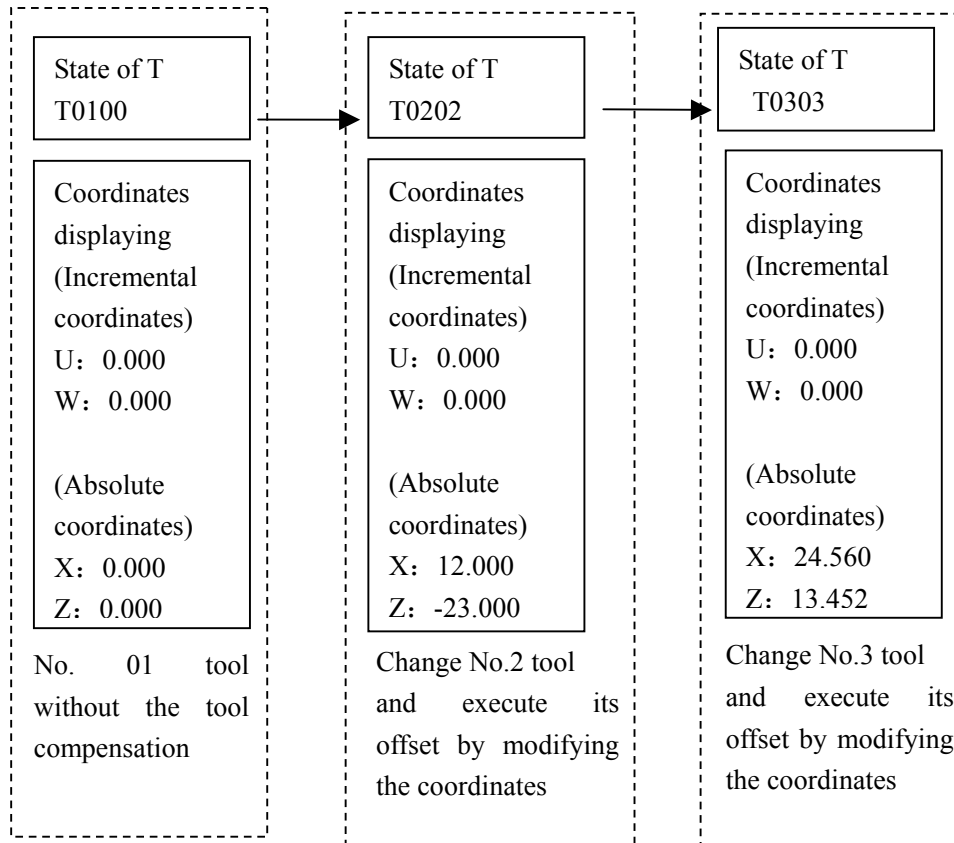 State of T
T0100
Coordinates
displaying
(Incremental
coordinates)
U：0.000
W：0.000
(Absolute
coordinates)
X：0.000
Z：0.000
No. 01 tool
without the tool
compensation
State of T
T0202
Coordinates
displaying
(Incremental
coordinates)
U：0.000
W：0.000
(Absolute
coordinates)
X：12.000
Z：-23.000
Change No.2 tool
and execute its
offset by modifying
the coordinates
State of T
T0303
Coordinates
displaying
(Incremental
coordinates)
U：0.000
W：0.000
(Absolute
coordinates)
X：24.560
Z：13.452
Change No.3 tool
and execute its
offset by modifying
the coordinates